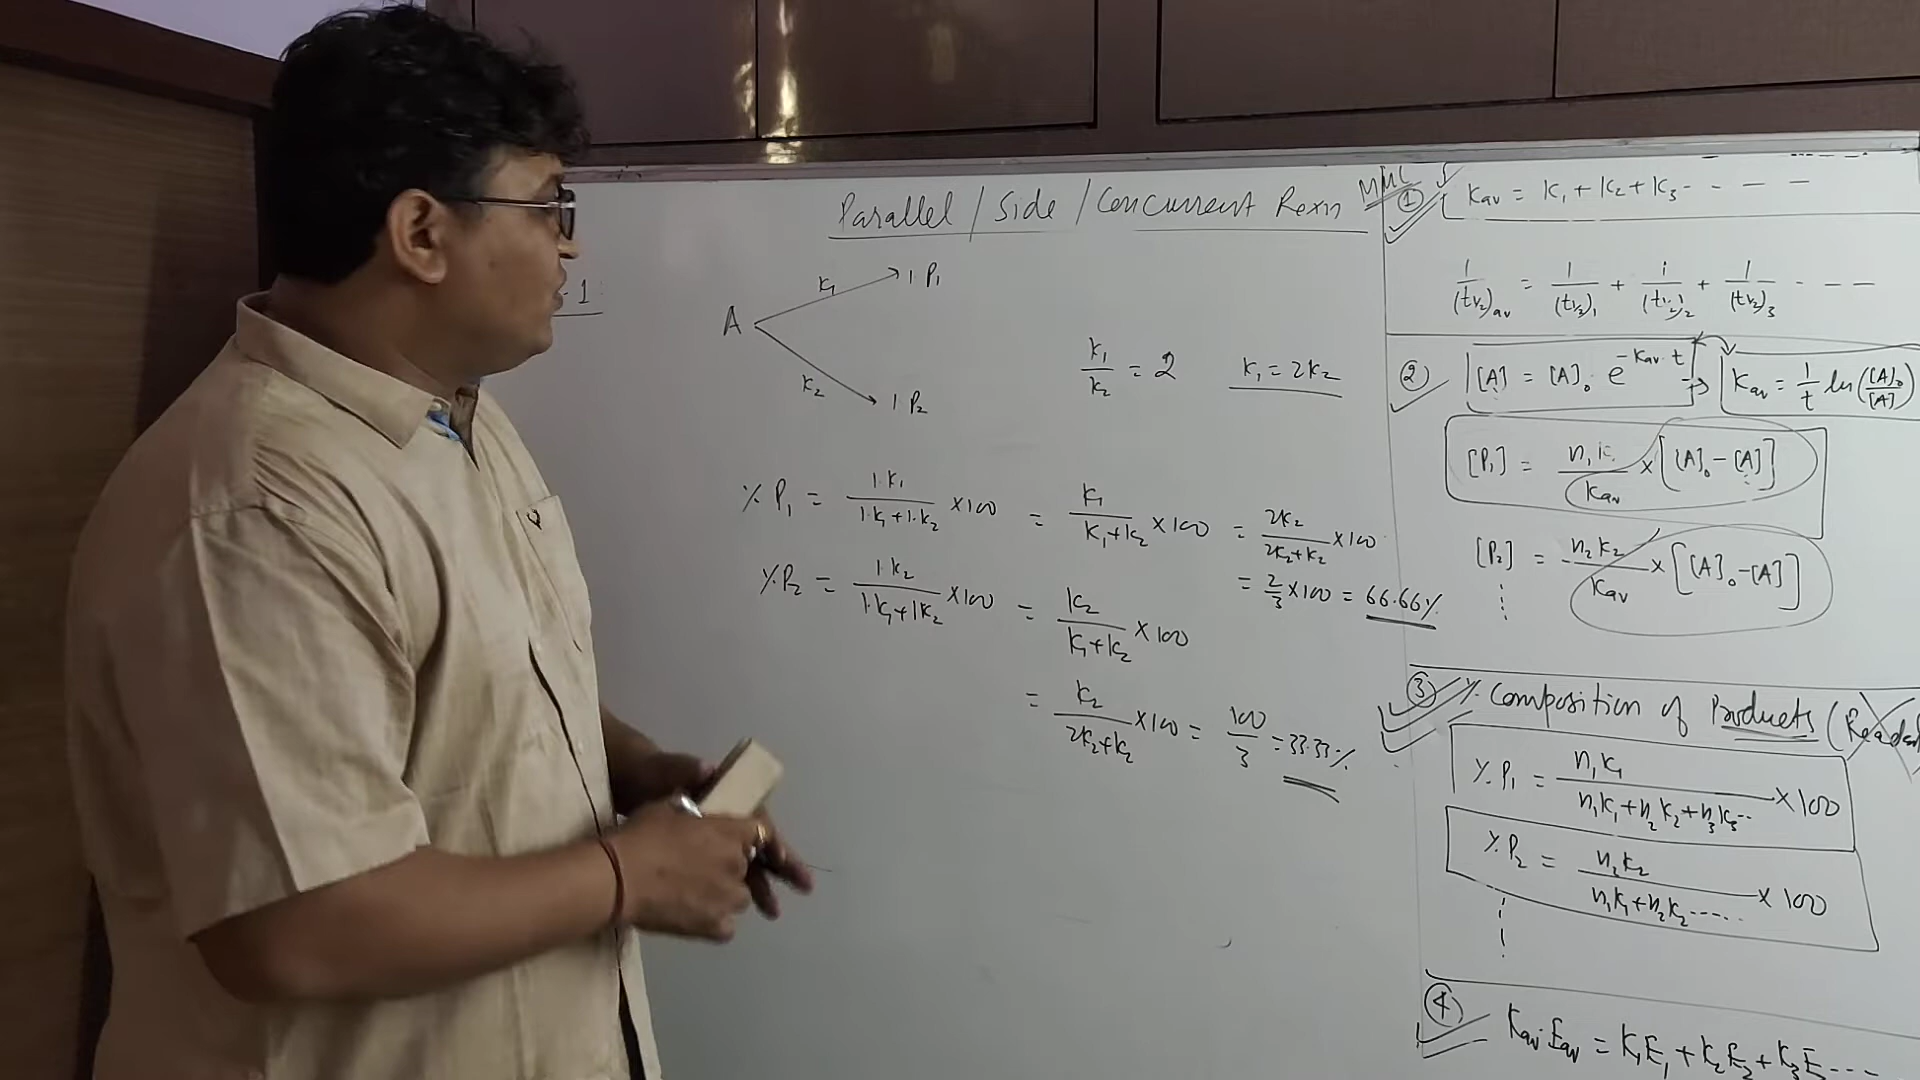 Parallel / Side / Concurrent Rexn
- 1
A
K₁
1 P₁
K₂
1 P₂
K₁/K₂ = 2
K₁ = 2K₂
% P₁ = 1·K₁/(1·K₁+1·K₂) × 100 = K₁/(K₁+K₂) × 100 = 2K₂/(2K₂+K₂) × 100
= 2/3 × 100 = 66.66%
% P₂ = 1·K₂/(1·K₁+1K₂) × 100 = K₂/(K₁+K₂) × 100
= K₂/(2K₂+K₂) × 100 = 100/3 = 33.33%
① Kav = K₁ + K₂ + K₃ - - - -
1/(t½)av = 1/(t½)₁ + 1/(t½)₂ + 1/(t½)₃ - - - -
② [A] = [A]₀ e^(-Kav·t) → Kav = 1/t ln([A]₀/[A])
[P₁] = n₁K/Kav × [[A]₀ - [A]]
[P₂] = n₂K₂/Kav × [[A]₀ - [A]]
③ % Composition of Products
% P₁ = n₁K₁/(n₁K₁+n₂K₂+n₃K₃..) × 100
% P₂ = n₂K₂/(n₁K₁+n₂K₂.....) × 100
④ Kav·Eav = K₁E₁ + K₂E₂ + K₃E₃ - - -